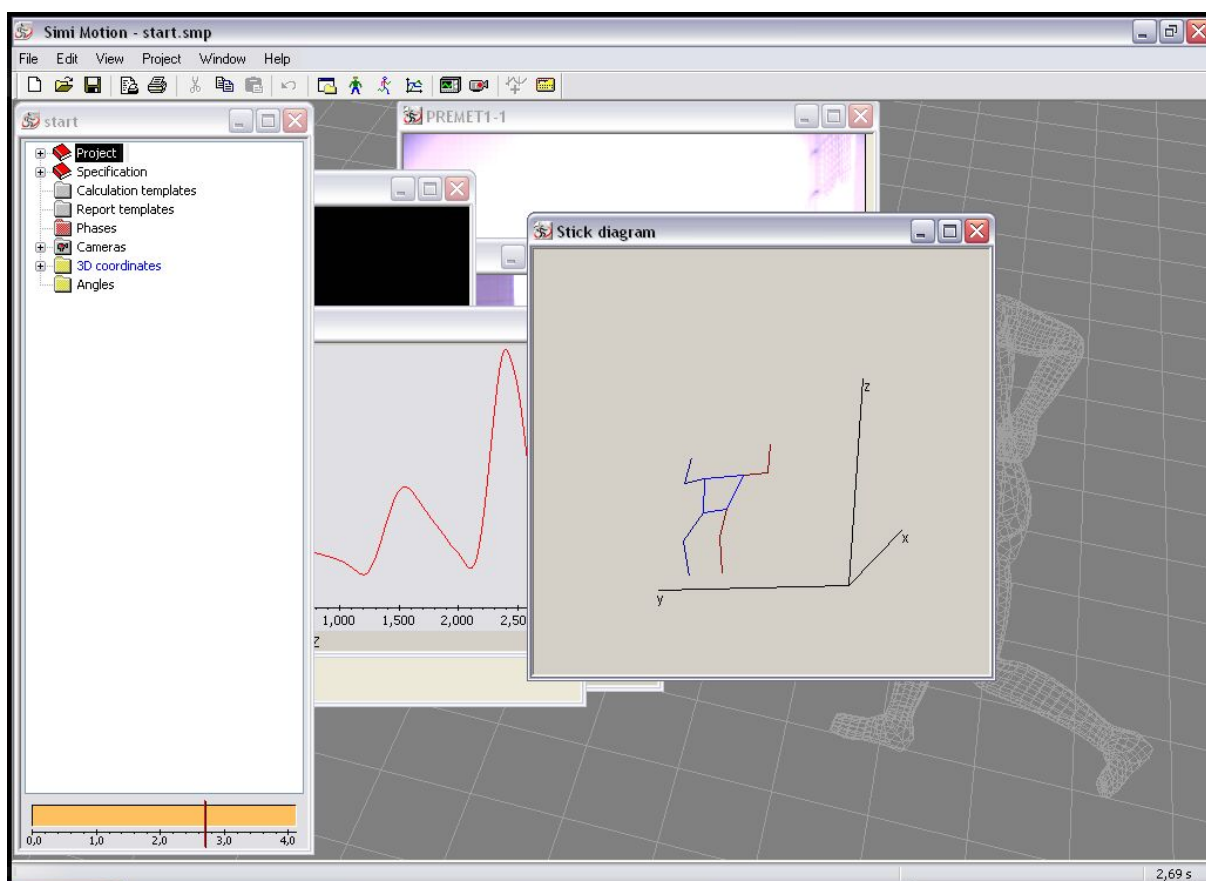 Simi Motion - start.smp
File Edit View Project Window Help
start
Project
Specification
Calculation templates
Report templates
Phases
Cameras
3D coordinates
Angles
0,0 1,0 2,0 3,0 4,0
PREMET1-1
1,000 1,500 2,000 2,50
Z
Stick diagram
z
x
y
2,69 s